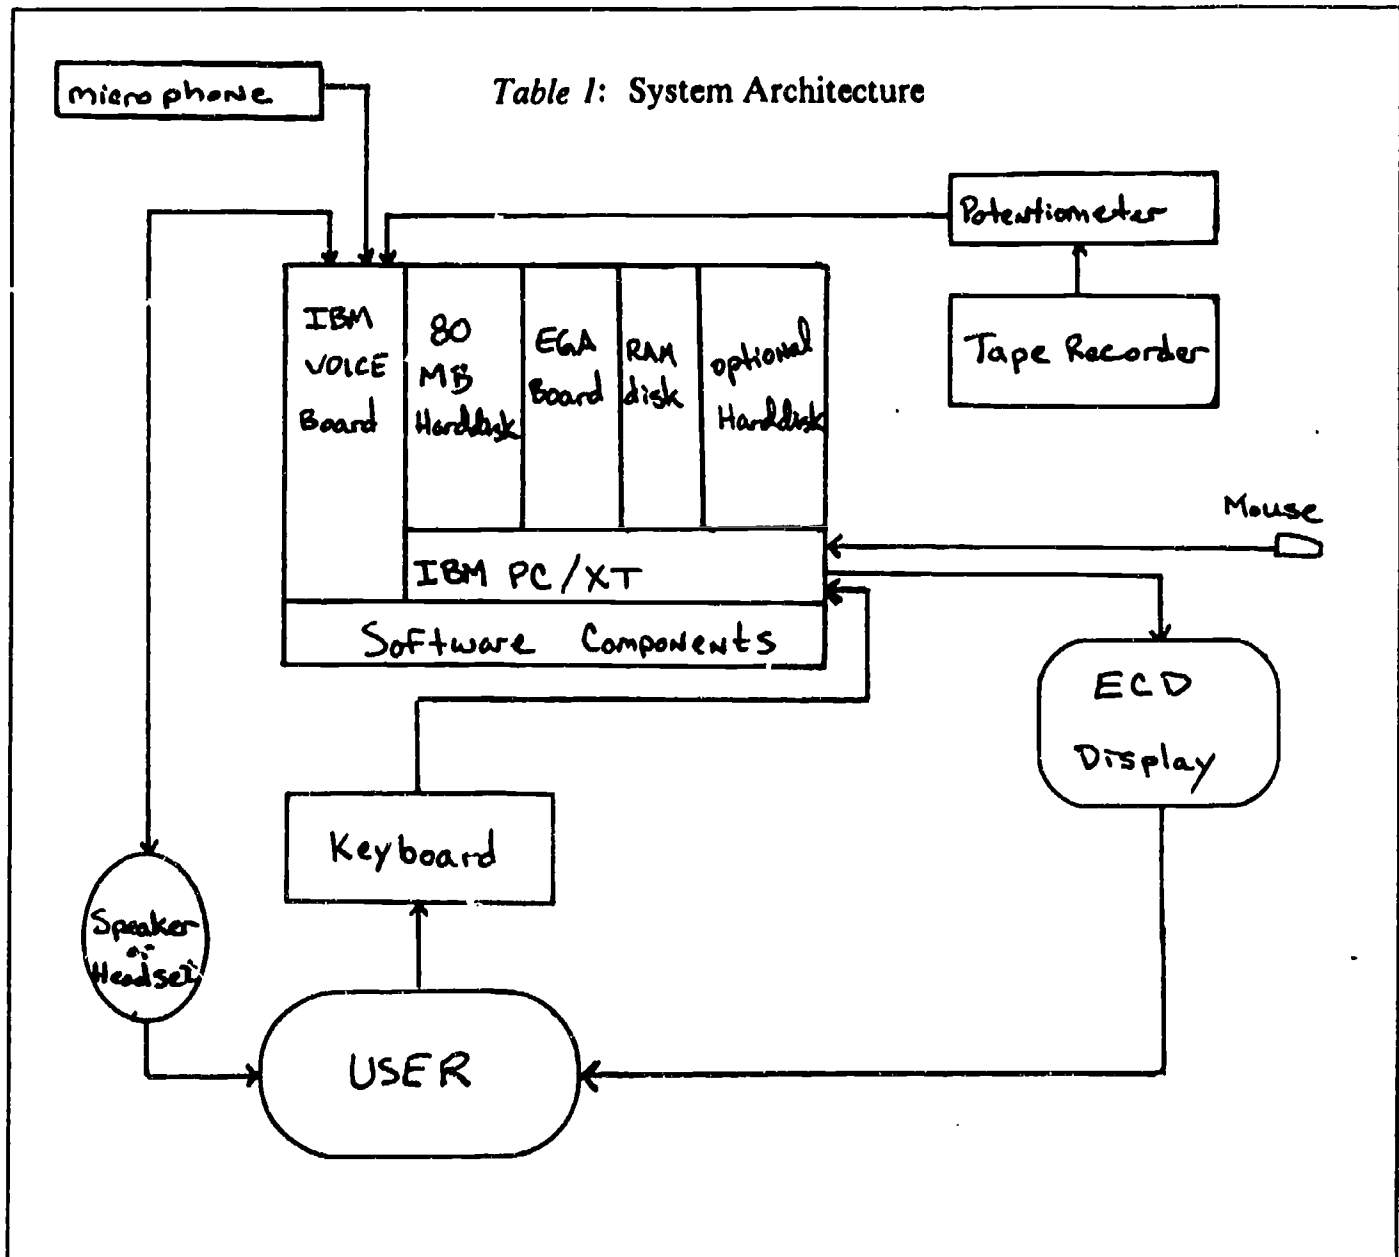 Table 1: System Architecture
microphone
Potentiometer
Tape Recorder
IBM
VOICE
Board
80
MB
Harddisk
EGA
Board
RAM
disk
optional
Harddisk
Mouse
IBM PC/XT
Software Components
ECD
Display
Keyboard
Speaker
or
Headset
USER